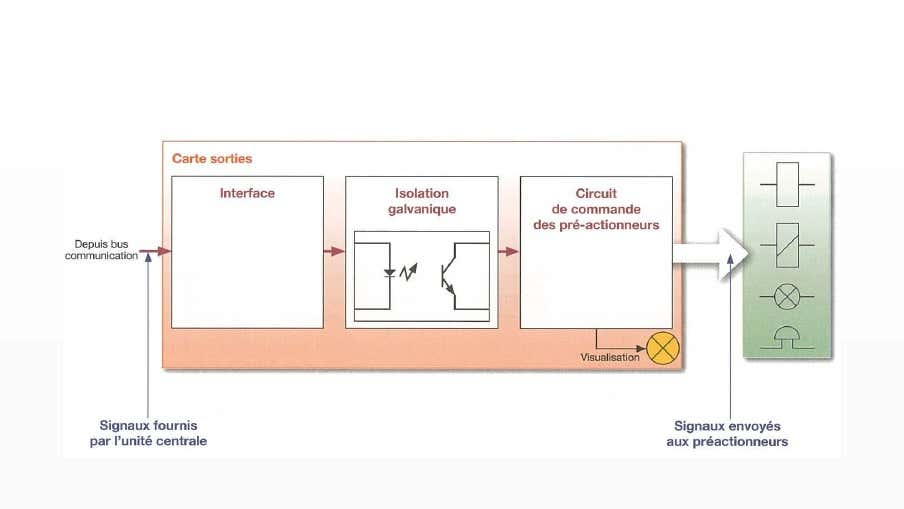 Carte sorties
Interface
Isolation
galvanique
Circuit
de commande
des pré-actionneurs
Depuis bus
communication
Visualisation
Signaux fournis
par l'unité centrale
Signaux envoyés
aux préactionneurs